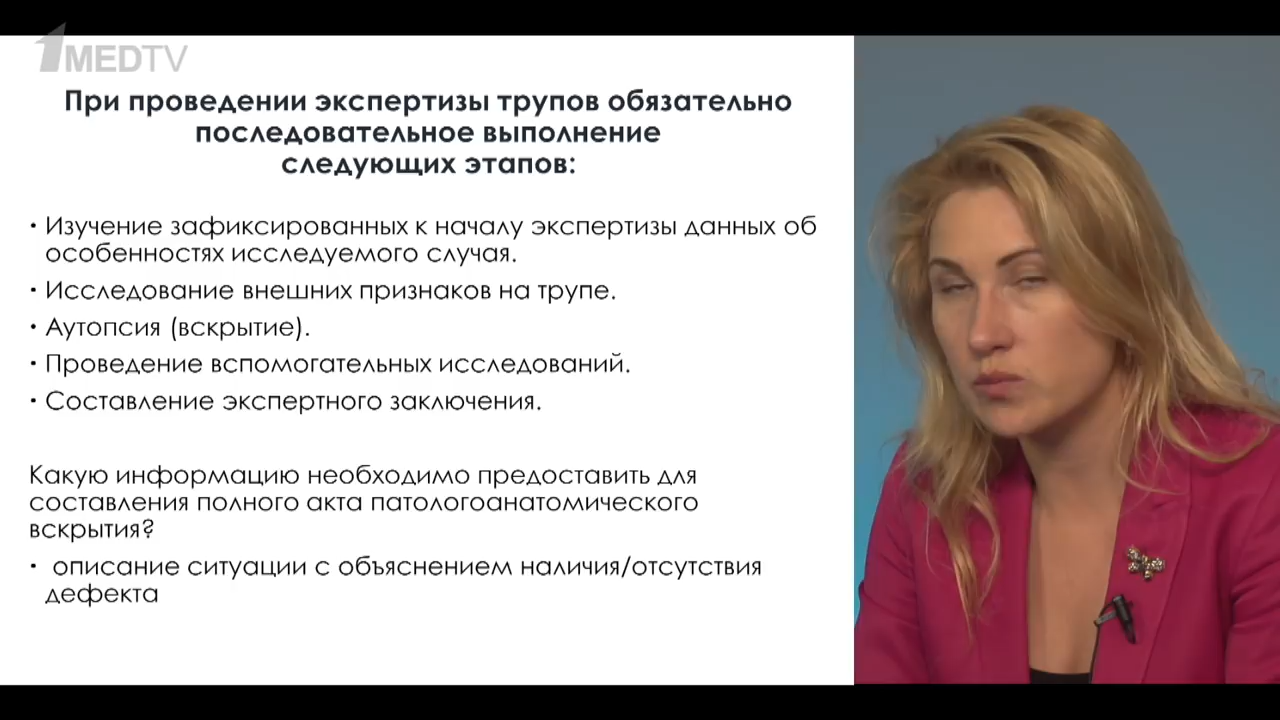 1MEDTV
При проведении экспертизы трупов обязательно
последовательное выполнение
следующих этапов:
· Изучение зафиксированных к началу экспертизы данных об
особенностях исследуемого случая.
· Исследование внешних признаков на трупе.
· Аутопсия (вскрытие).
· Проведение вспомогательных исследований.
· Составление экспертного заключения.
Какую информацию необходимо предоставить для
составления полного акта патологоанатомического
вскрытия?
· описание ситуации с объяснением наличия/отсутствия
дефекта